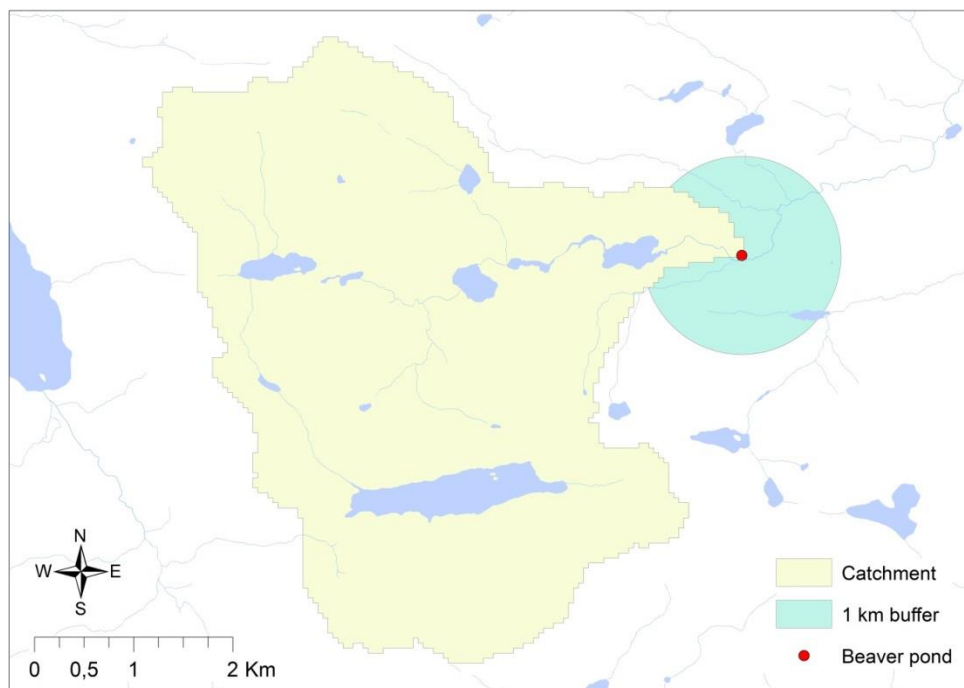 N
W E
S
0 0,5 1 2 Km
Catchment
1 km buffer
Beaver pond